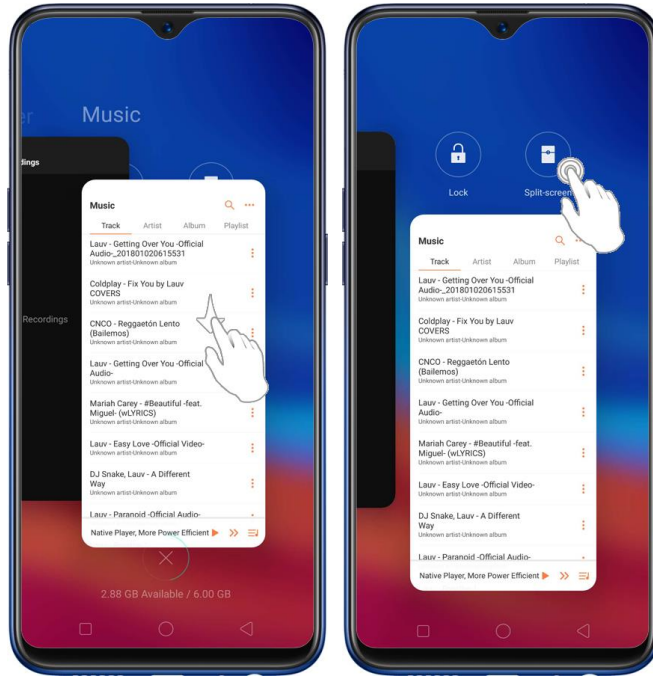 er
Music
dings
Music
Track Artist Album Playlist
Lauv - Getting Over You -Official
Audio-_201801020615531
Unknown artist-Unknown album
Coldplay - Fix You by Lauv
COVERS
Unknown artist-Unknown album
CNCO - Reggaetón Lento
(Bailemos)
Unknown artist-Unknown album
Lauv - Getting Over You -Official
Audio-
Unknown artist-Unknown album
Mariah Carey - #Beautiful -feat.
Miguel- (wLYRICS)
Unknown artist-Unknown album
Lauv - Easy Love -Official Video-
Unknown artist-Unknown album
DJ Snake, Lauv - A Different
Way
Unknown artist-Unknown album
Lauv - Paranoid -Official Audio-
Native Player, More Power Efficient
Recordings
2.88 GB Available / 6.00 GB
Lock Split-screen
Music
Track Artist Album Playlist
Lauv - Getting Over You -Official
Audio-_201801020615531
Unknown artist-Unknown album
Coldplay - Fix You by Lauv
COVERS
Unknown artist-Unknown album
CNCO - Reggaetón Lento
(Bailemos)
Unknown artist-Unknown album
Lauv - Getting Over You -Official
Audio-
Unknown artist-Unknown album
Mariah Carey - #Beautiful -feat.
Miguel- (wLYRICS)
Unknown artist-Unknown album
Lauv - Easy Love -Official Video-
Unknown artist-Unknown album
DJ Snake, Lauv - A Different
Way
Unknown artist-Unknown album
Lauv - Paranoid -Official Audio-
Native Player, More Power Efficient